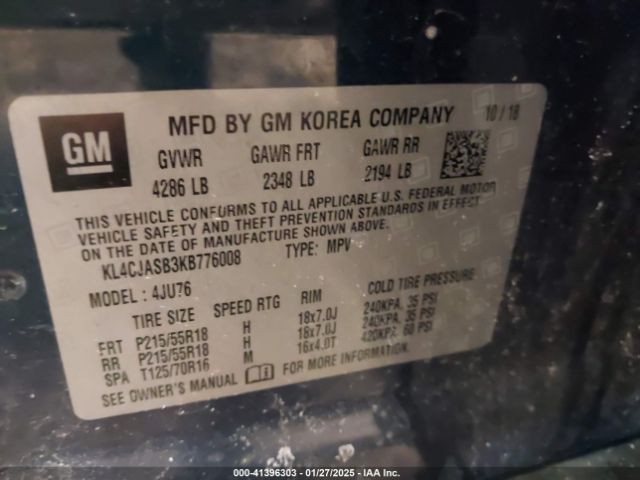 GM
MFD BY GM KOREA COMPANY 10/18
GVWR GAWR FRT GAWR RR
4286 LB 2348 LB 2194 LB
THIS VEHICLE CONFORMS TO ALL APPLICABLE U.S. FEDERAL MOTOR
VEHICLE SAFETY AND THEFT PREVENTION STANDARDS IN EFFECT
ON THE DATE OF MANUFACTURE SHOWN ABOVE.
KL4CJASB3KB776008 TYPE: MPV
MODEL: 4JU76
TIRE SIZE SPEED RTG RIM COLD TIRE PRESSURE
FRT P215/55R18 H 18x7.0J 240KPA, 35 PSI
RR P215/55R18 H 18x7.0J 240KPA, 35 PSI
SPA T125/70R16 M 16x4.0T 420KPA, 60 PSI
SEE OWNER'S MANUAL FOR MORE INFORMATION
000-41396303 - 01/27/2025 - IAA Inc.